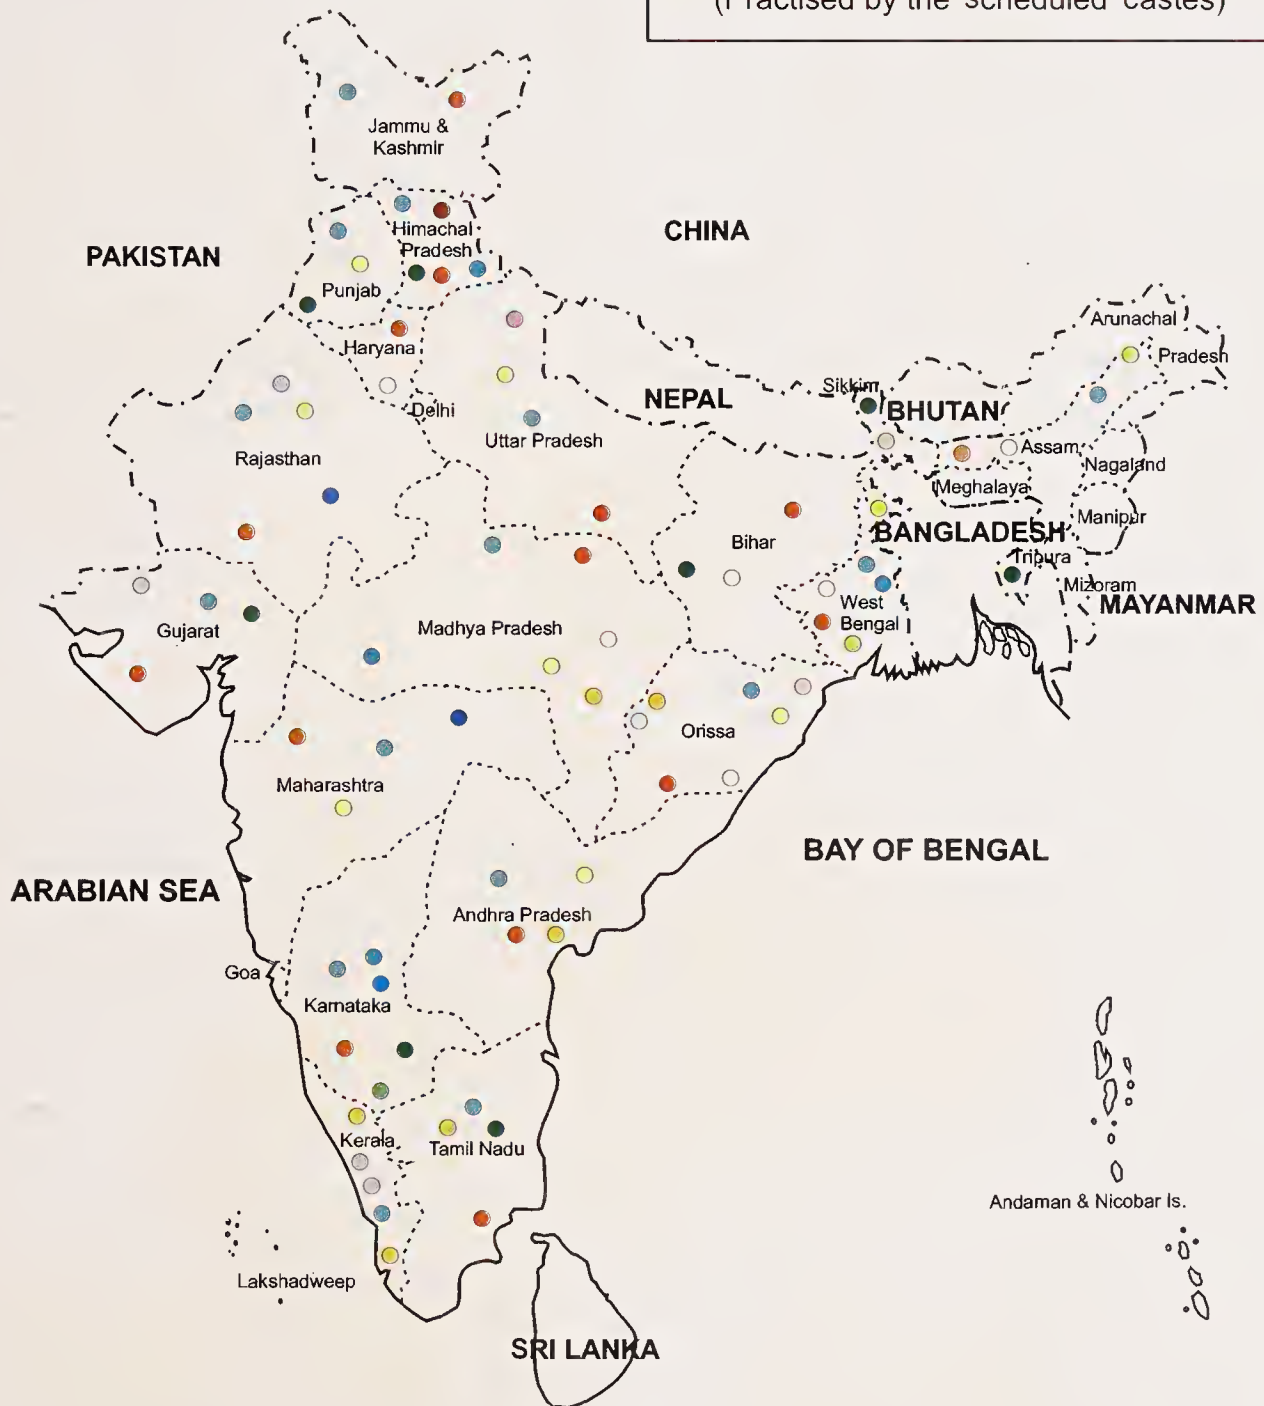 (Practised by the 'scheduled' castes)
Jammu &
Kashmir
Himachal
Pradesh
PAKISTAN
CHINA
Punjab
Haryana
Delhi
Arunachal
Pradesh
Sikkim
NEPAL
BHUTAN
Assam
Nagaland
Uttar Pradesh
Rajasthan
Meghalaya
Manipur
BANGLADESH
Bihar
Tripura
Mizoram
MAYANMAR
West
Bengal
Gujarat
Madhya Pradesh
Orissa
Maharashtra
BAY OF BENGAL
ARABIAN SEA
Andhra Pradesh
Goa
Karnataka
Kerala
Tamil Nadu
Andaman & Nicobar Is.
Lakshadweep
SRI LANKA